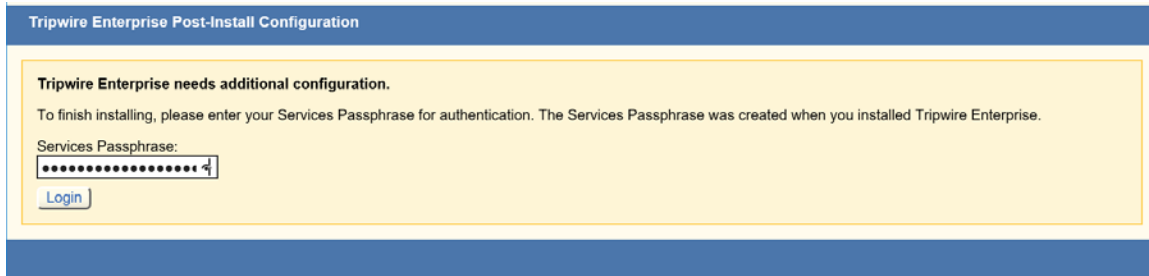 Tripwire Enterprise Post-Install Configuration
Tripwire Enterprise needs additional configuration.
To finish installing, please enter your Services Passphrase for authentication. The Services Passphrase was created when you installed Tripwire Enterprise.
Services Passphrase:
Login